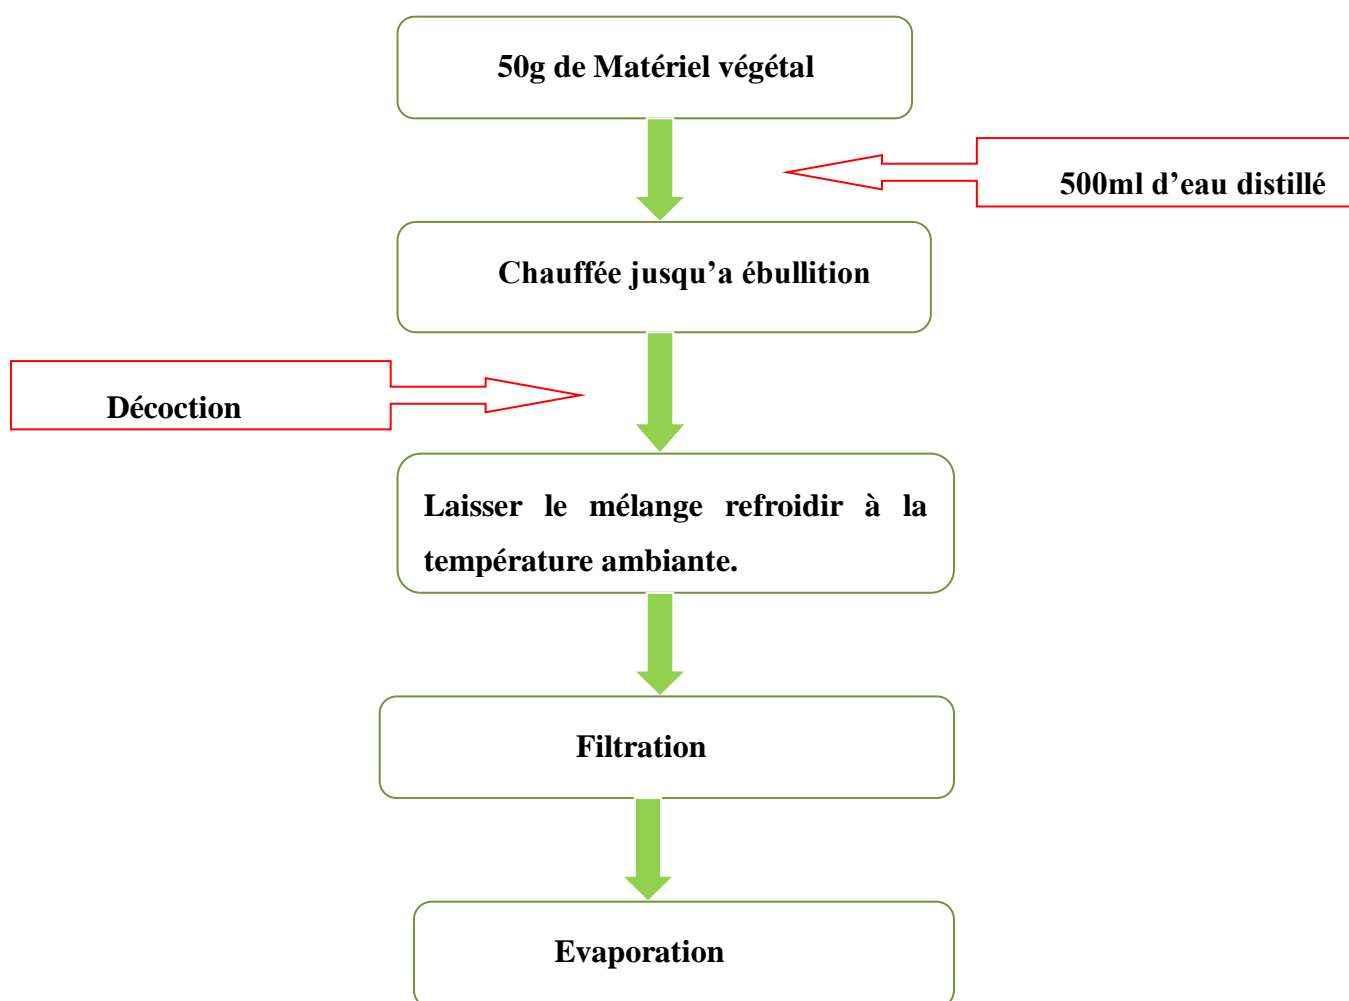 50g de Matériel végétal
500ml d’eau distillé
Chauffée jusqu’a ébullition
Décoction
Laisser le mélange refroidir à la
température ambiante.
Filtration
Evaporation